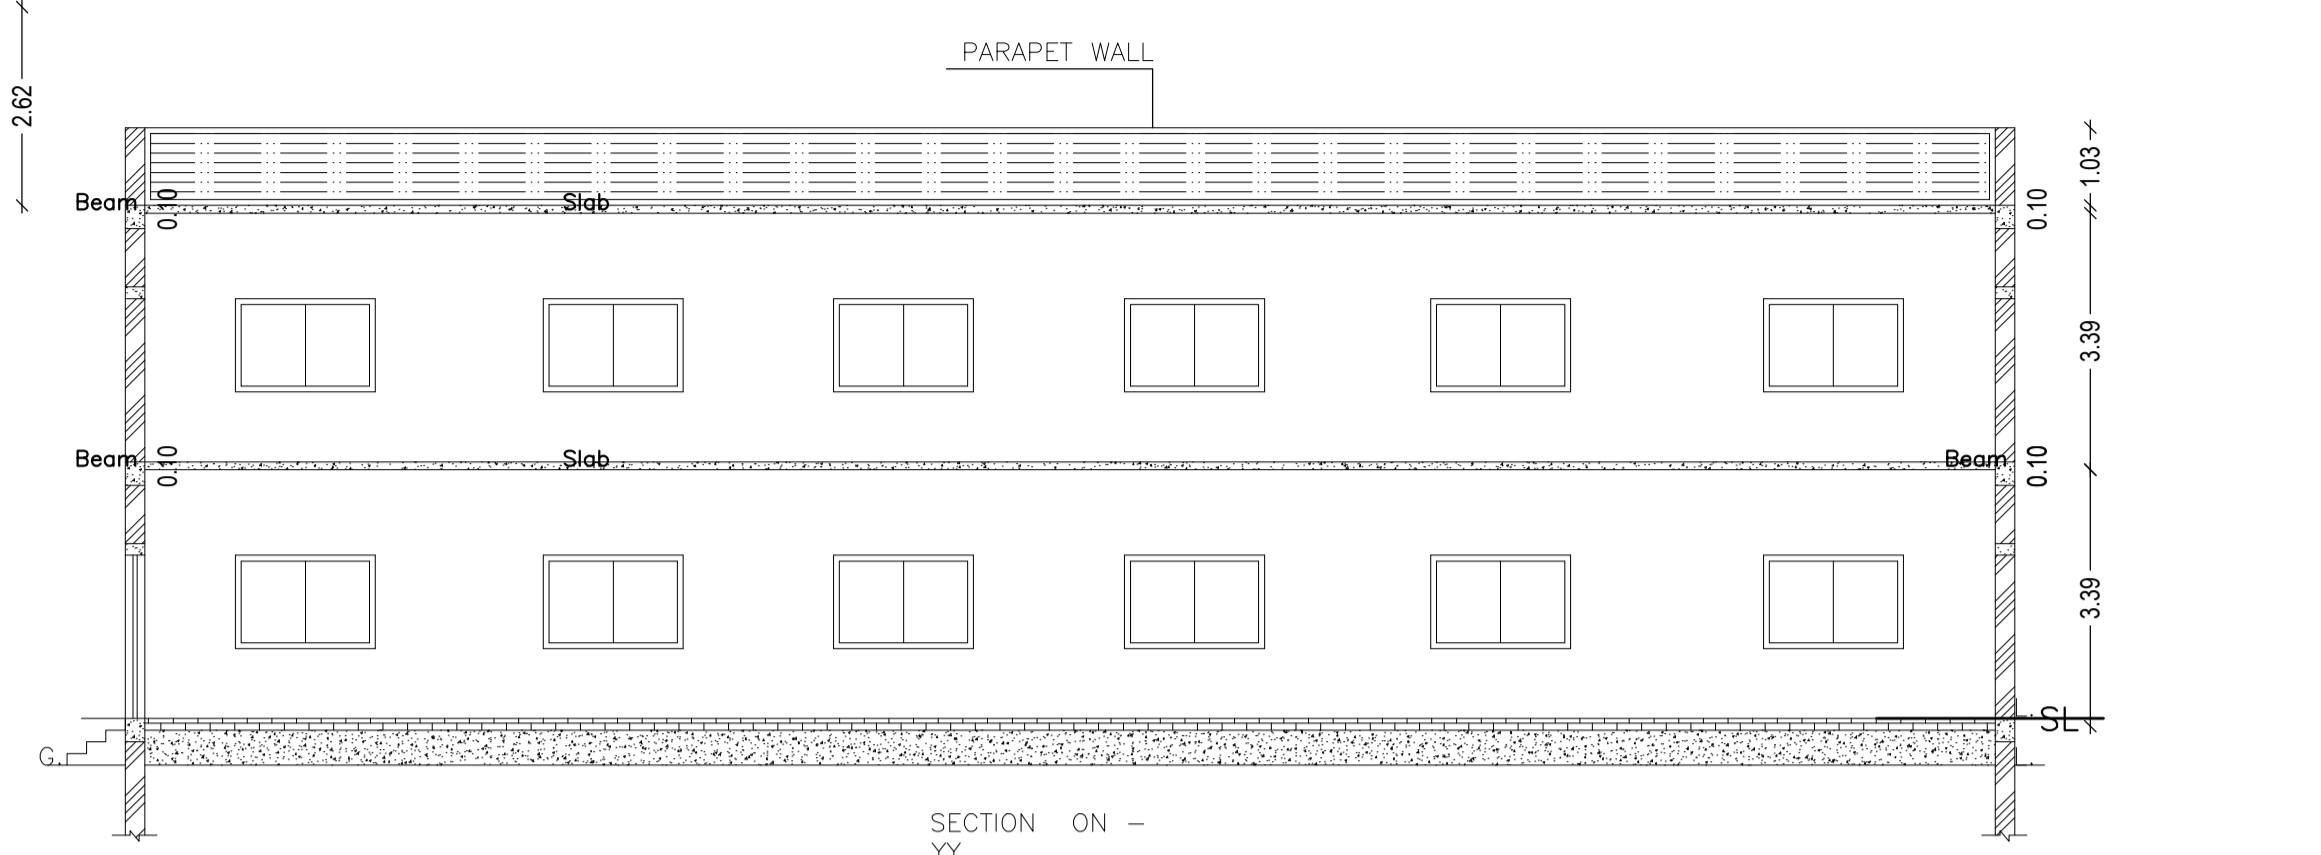 PARAPET WALL
2.62
1.03
Beam
0.10
Slab
0.10
3.39
Beam
0.10
Slab
Beam
0.10
3.39
SL
G.
SECTION ON -
YY